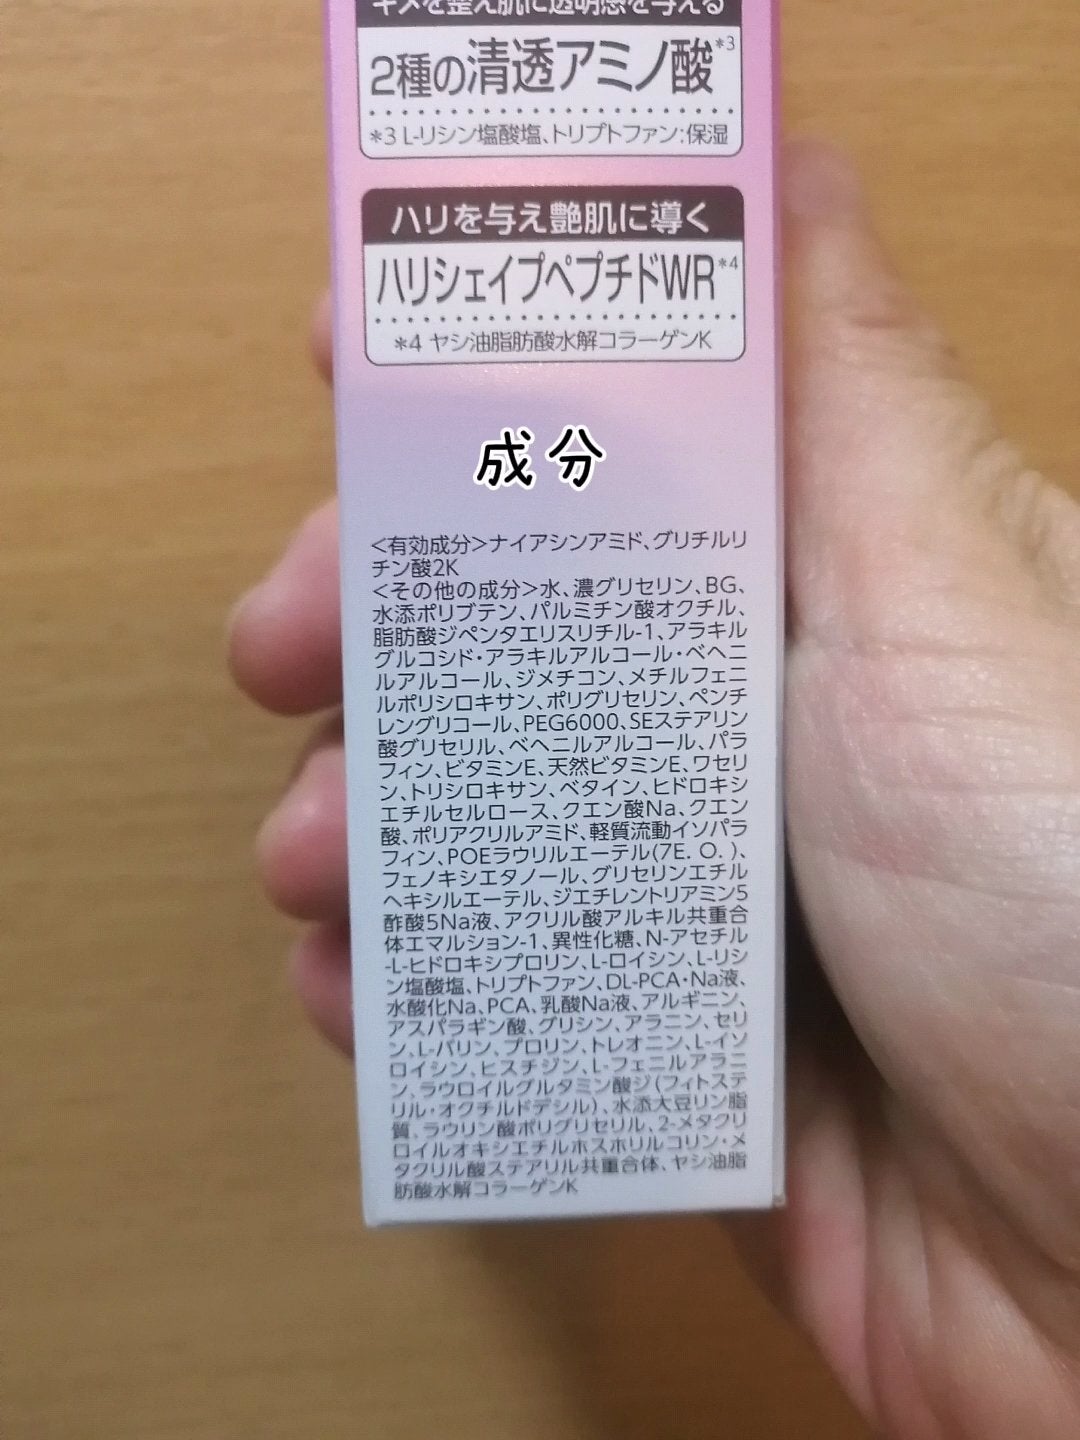 キメを整え肌に透明感を与える
2種の清透アミノ酸*3
*3 L-リシン塩酸塩、トリプトファン:保湿
ハリを与え艶肌に導く
ハリシェイプペプチドWR*4
*4 ヤシ油脂肪酸水解コラーゲンK
成分
<有効成分>ナイアシンアミド、グリチルリ
チン酸2K
<その他の成分>水、濃グリセリン、BG、
水添ポリブテン、パルミチン酸オクチル、
脂肪酸ジペンタエリスリチル-1、アラキル
グルコシド・アラキルアルコール・ベヘニ
ルアルコール、ジメチコン、メチルフェニ
ルポリシロキサン、ポリグリセリン、ペンチ
レングリコール、PEG6000、SEステアリン
酸グリセリル、ベヘニルアルコール、パラ
フィン、ビタミンE、天然ビタミンE、ワセリ
ン、トリシロキサン、ベタイン、ヒドロキシ
エチルセルロース、クエン酸Na、クエン
酸、ポリアクリルアミド、軽質流動イソパラ
フィン、POEラウリルエーテル(7E. O. )、
フェノキシエタノール、グリセリンエチル
ヘキシルエーテル、ジエチレントリアミン5
酢酸5Na液、アクリル酸アルキル共重合
体エマルション-1、異性化糖、N-アセチル
-L-ヒドロキシプロリン、L-ロイシン、L-リシ
ン塩酸塩、トリプトファン、DL-PCA・Na液、
水酸化Na、PCA、乳酸Na液、アルギニン、
アスパラギン酸、グリシン、アラニン、セリ
ン、L-バリン、プロリン、トレオニン、L-イソ
ロイシン、ヒスチジン、L-フェニルアラニ
ン、ラウロイルグルタミン酸ジ(フィトステ
リル・オクチルドデシル)、水添大豆リン脂
質、ラウリン酸ポリグリセリル、2-メタクリ
ロイルオキシエチルホスホリルコリン・メ
タクリル酸ステアリル共重合体、ヤシ油脂
肪酸水解コラーゲンK